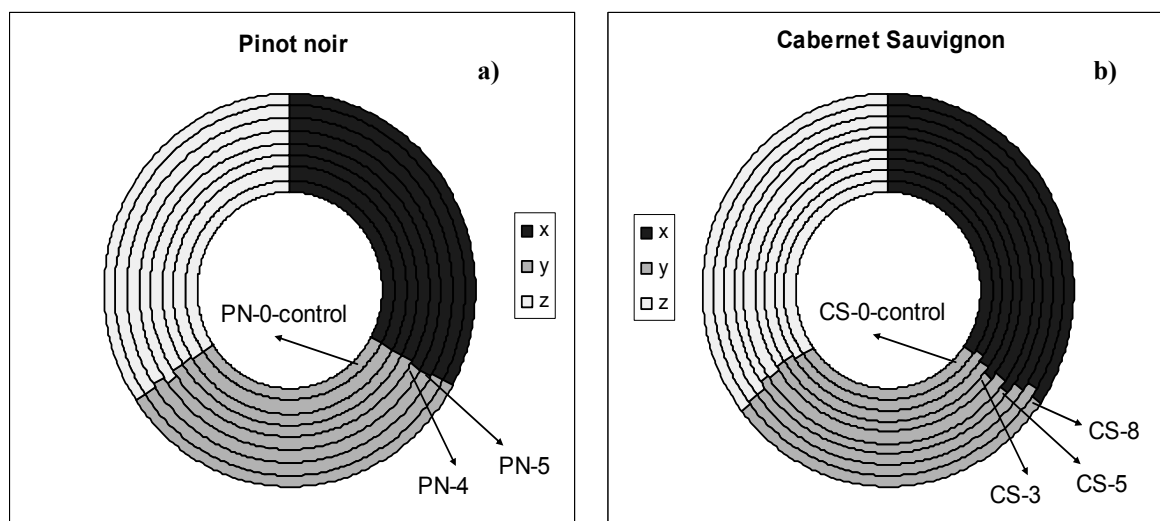 Pinot noir
a)
x
y
z
PN-0-control
PN-5
PN-4
Cabernet Sauvignon
b)
x
y
z
CS-0-control
CS-8
CS-5
CS-3